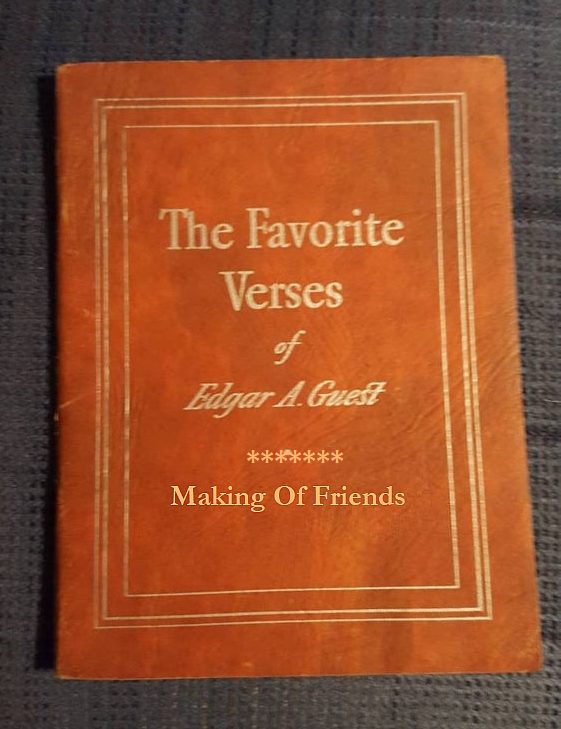 The Favorite
Verses
of
Edgar A. Guest
*******
Making Of Friends